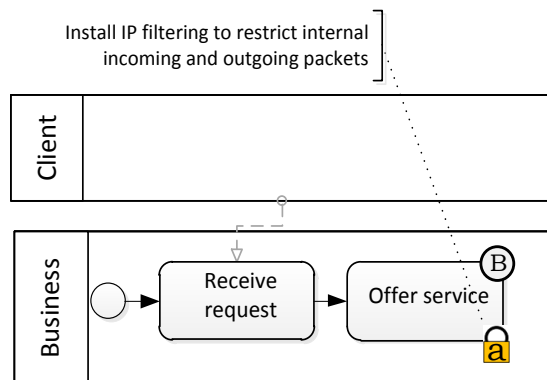 Install IP filtering to restrict internal
incoming and outgoing packets
Client
Business
Receive
request
Offer service
B
a